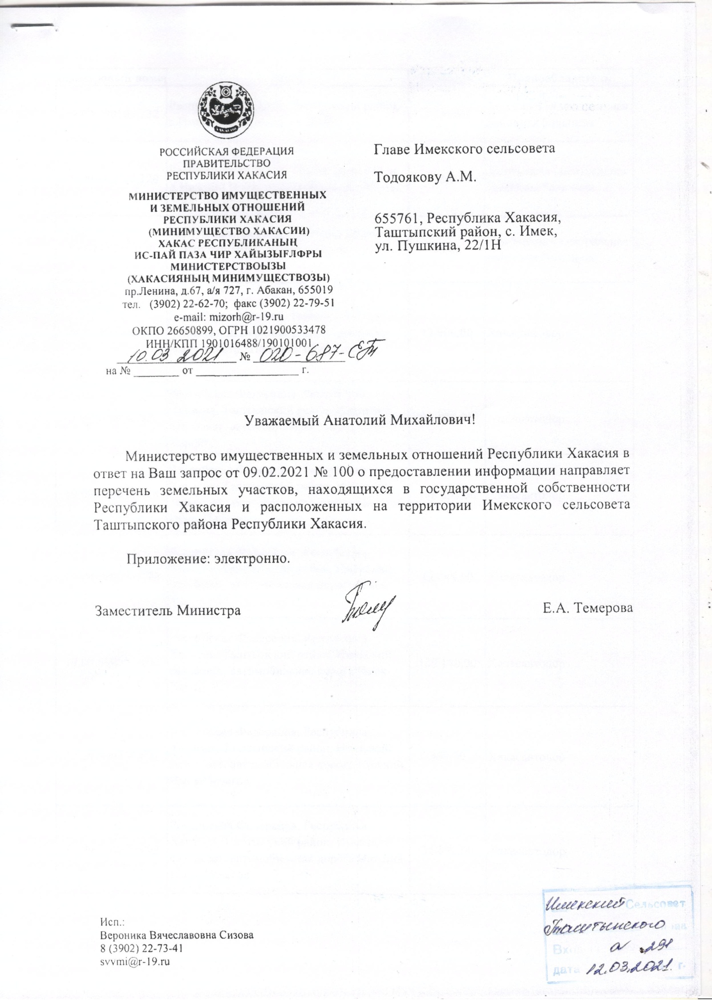 РОССИЙСКАЯ ФЕДЕРАЦИЯ
ПРАВИТЕЛЬСТВО
РЕСПУБЛИКИ ХАКАСИЯ
МИНИСТЕРСТВО ИМУЩЕСТВЕННЫХ
И ЗЕМЕЛЬНЫХ ОТНОШЕНИЙ
РЕСПУБЛИКИ ХАКАСИЯ
(МИНИМУЩЕСТВО ХАКАСИИ)
ХАКАС РЕСПУБЛИКАНЫҢ
ИС-ПАЙ ПАЗА ЧИР ХАЙЫЗЫҒЛФРЫ
МИНИСТЕРСТВОЫЗЫ
(ХАКАСИЯНЫҢ МИНИМУЩЕСТВОЗЫ)
пр.Ленина, д.67, а/я 727, г. Абакан, 655019
тел. (3902) 22-62-70; факс (3902) 22-79-51
e-mail: mizorh@r-19.ru
ОКПО 26650899, ОГРН 1021900533478
ИНН/КПП 1901016488/190101001
10.03 2021 № 020-687-ЕТ
на № ________ от ________________ г.
Главе Имекского сельсовета
Тодоякову А.М.
655761, Республика Хакасия,
Таштыпский район, с. Имек,
ул. Пушкина, 22/1Н
Уважаемый Анатолий Михайлович!
Министерство имущественных и земельных отношений Республики Хакасия в
ответ на Ваш запрос от 09.02.2021 № 100 о предоставлении информации направляет
перечень земельных участков, находящихся в государственной собственности
Республики Хакасия и расположенных на территории Имекского сельсовета
Таштыпского района Республики Хакасия.
Приложение: электронно.
Заместитель Министра Е.А. Темерова
Исп.:
Вероника Вячеславовна Сизова
8 (3902) 22-73-41
svvmi@r-19.ru
Имекский Сельсовет
291
дата 12.03.2021 г.